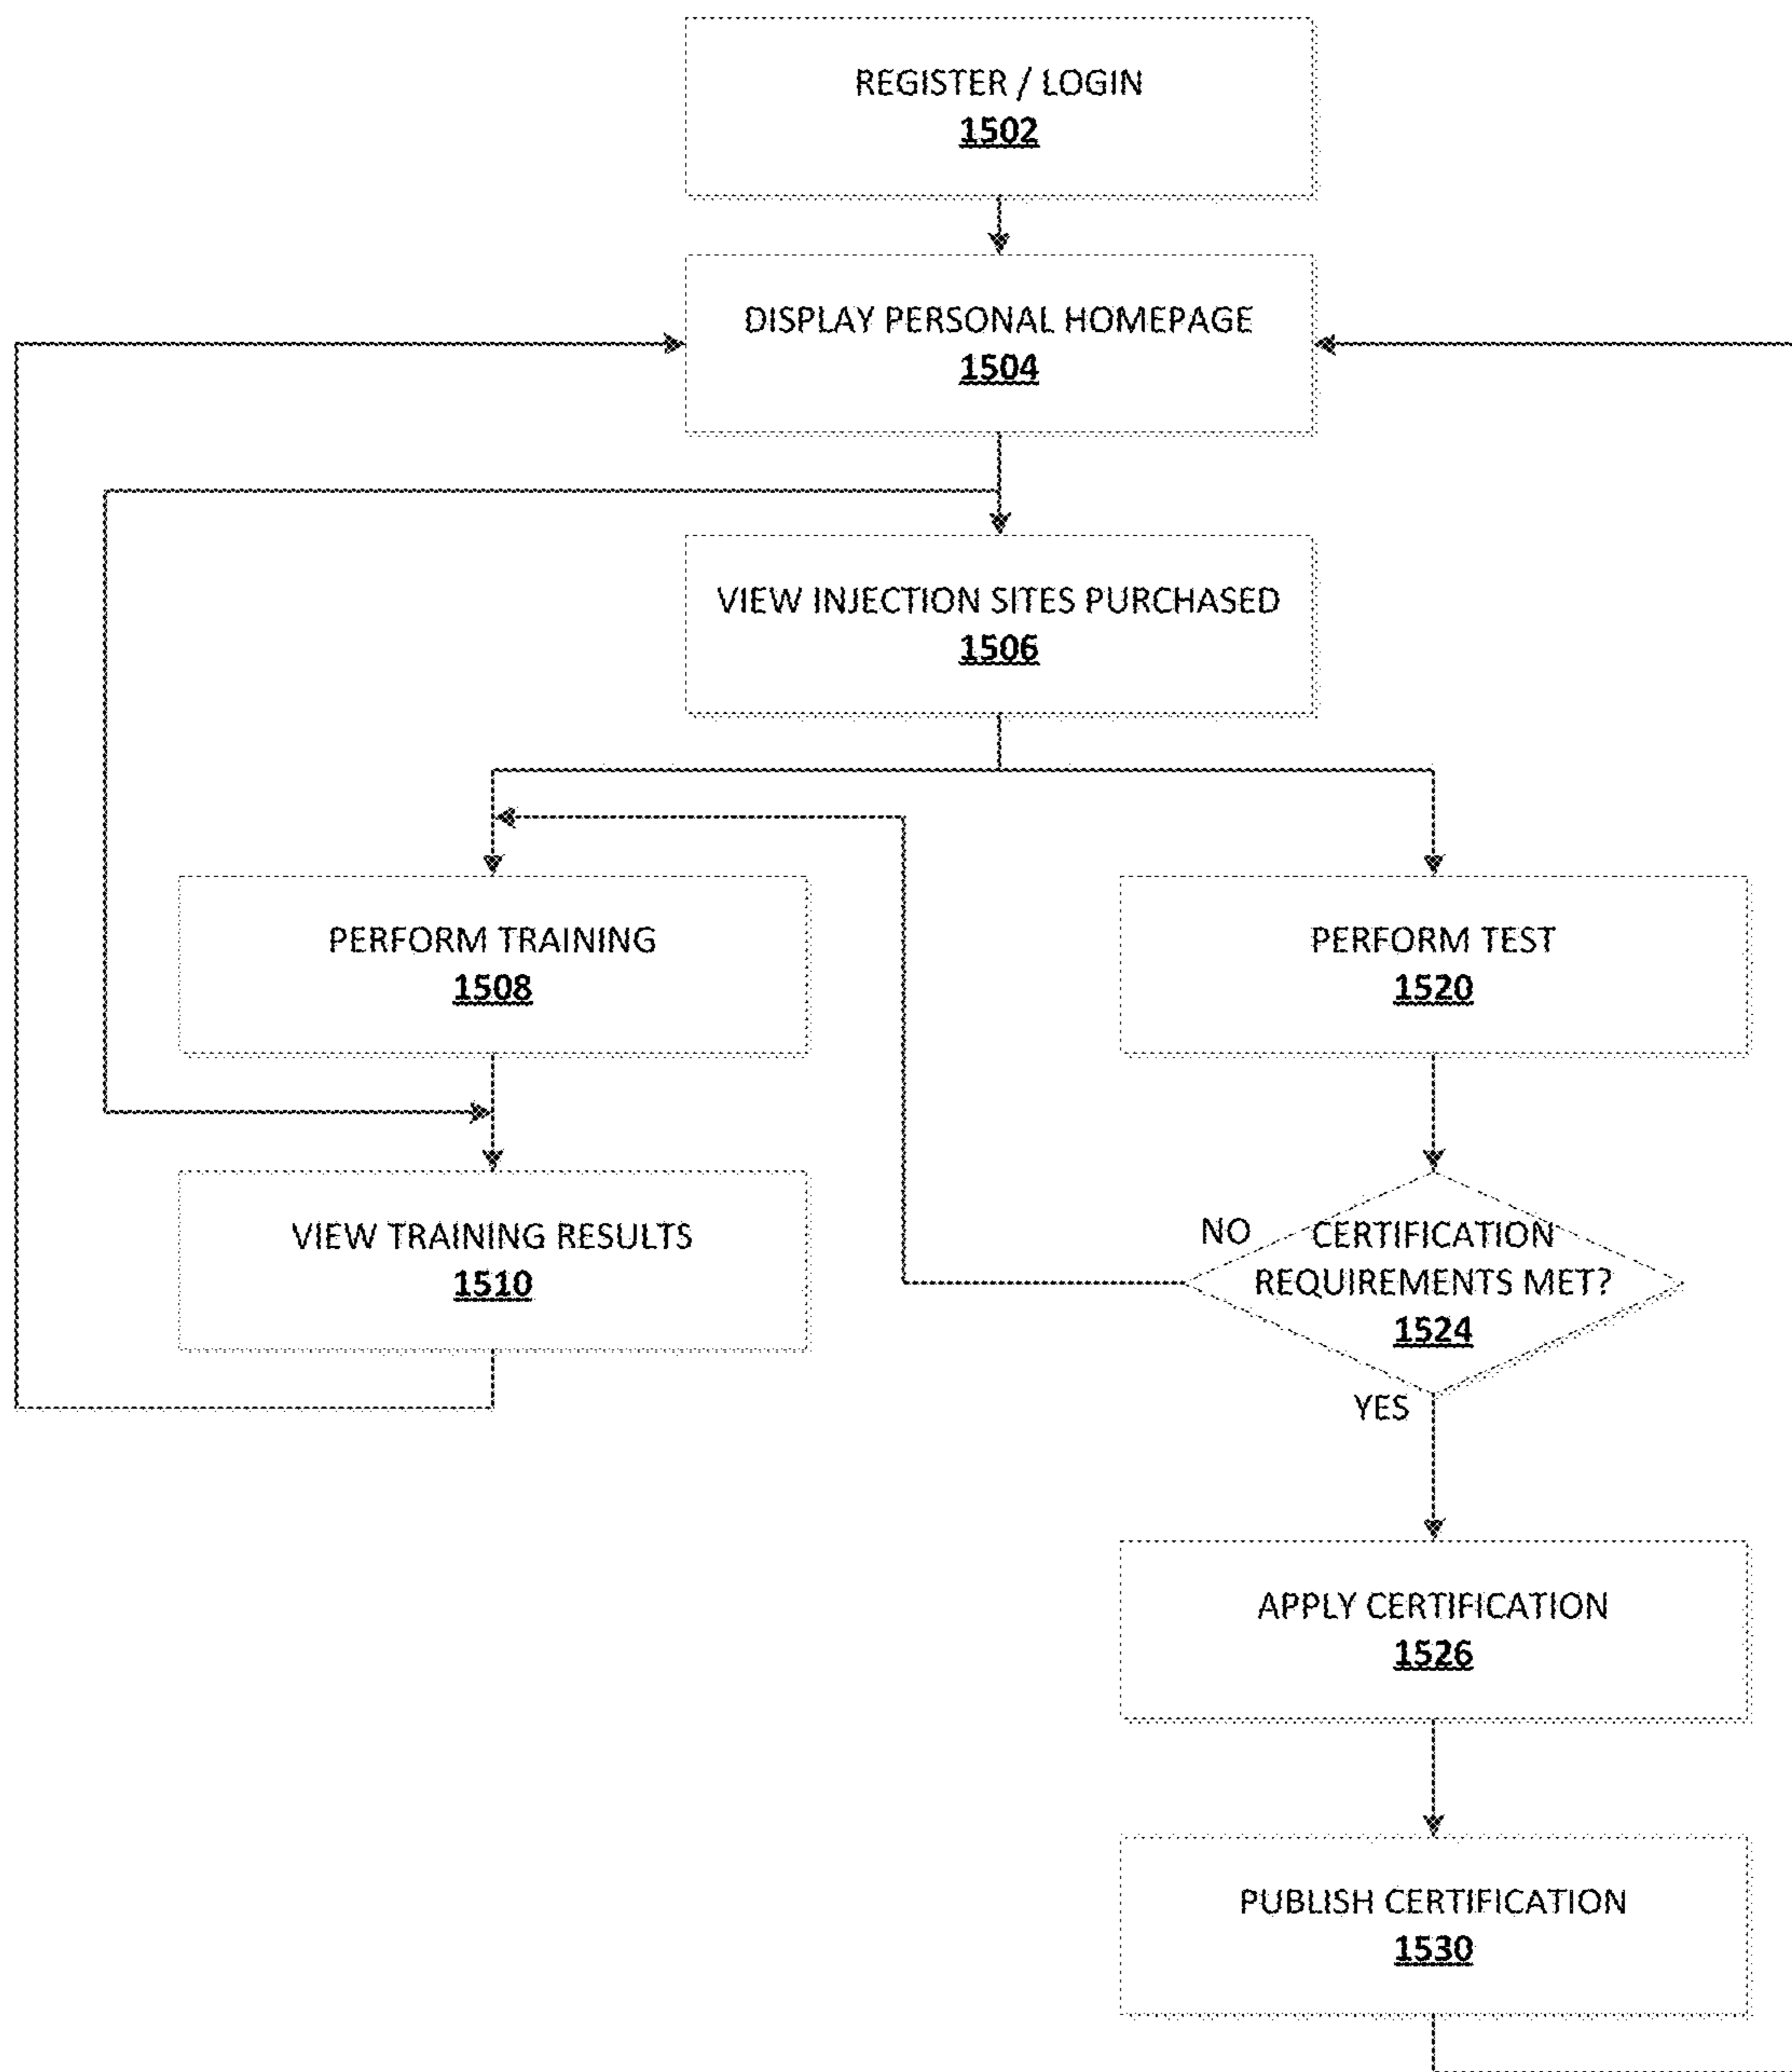 REGISTER / LOGIN
1502
DISPLAY PERSONAL HOMEPAGE
1504
VIEW INJECTION SITES PURCHASED
1506
PERFORM TRAINING
1508
PERFORM TEST
1520
VIEW TRAINING RESULTS
1510
NO
CERTIFICATION
REQUIREMENTS MET?
1524
YES
APPLY CERTIFICATION
1526
PUBLISH CERTIFICATION
1530